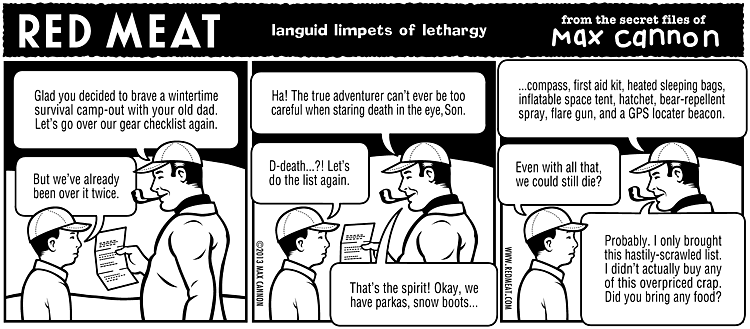 RED MEAT
languid limpets of lethargy
from the secret files of
Max Cannon
Glad you decided to brave a wintertime
survival camp-out with your old dad.
Let's go over our gear checklist again.
But we've already
been over it twice.
Ha! The true adventurer can't ever be too
careful when staring death in the eye, Son.
D-death...?! Let's
do the list again.
That's the spirit! Okay, we
have parkas, snow boots...
©2013 MAX CANNON
...compass, first aid kit, heated sleeping bags,
inflatable space tent, hatchet, bear-repellent
spray, flare gun, and a GPS locater beacon.
Even with all that,
we could still die?
Probably. I only brought
this hastily-scrawled list.
I didn't actually buy any
of this overpriced crap.
Did you bring any food?
WWW.REDMEAT.COM